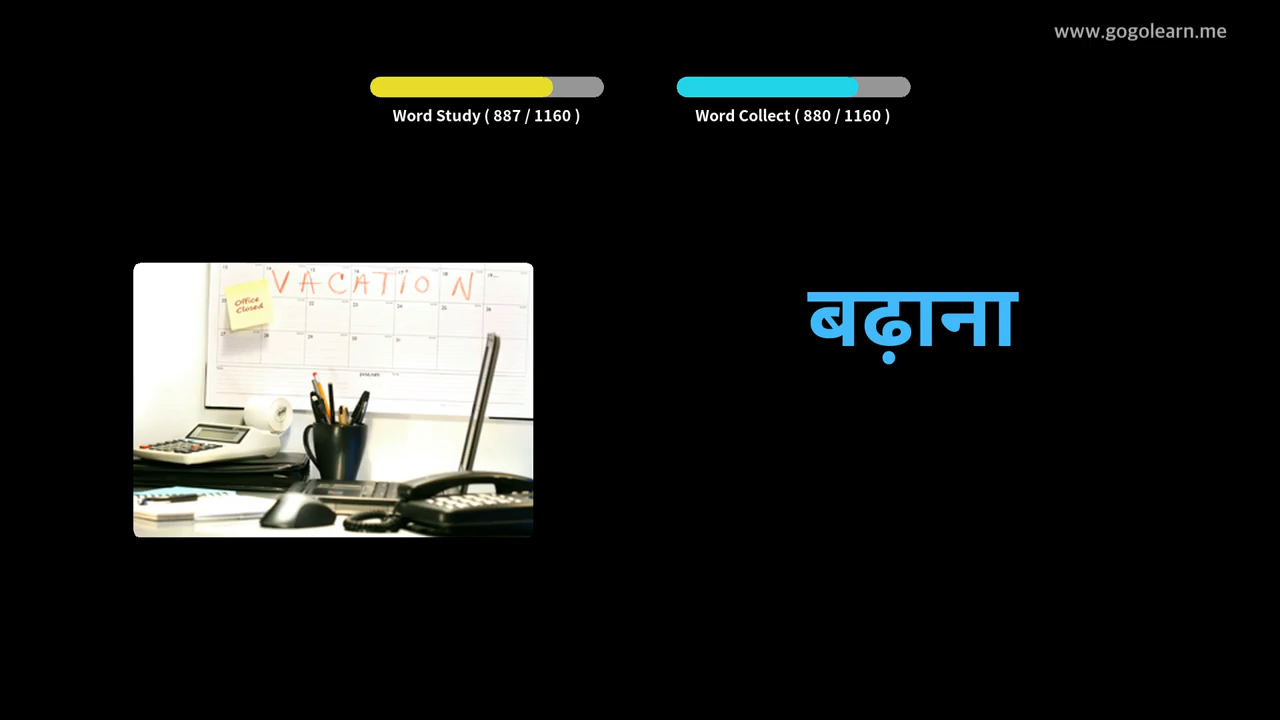 www.gogolearn.me
Word Study ( 887 / 1160 )
Word Collect ( 880 / 1160 )
VACATION
Office
Closed
बढ़ाना